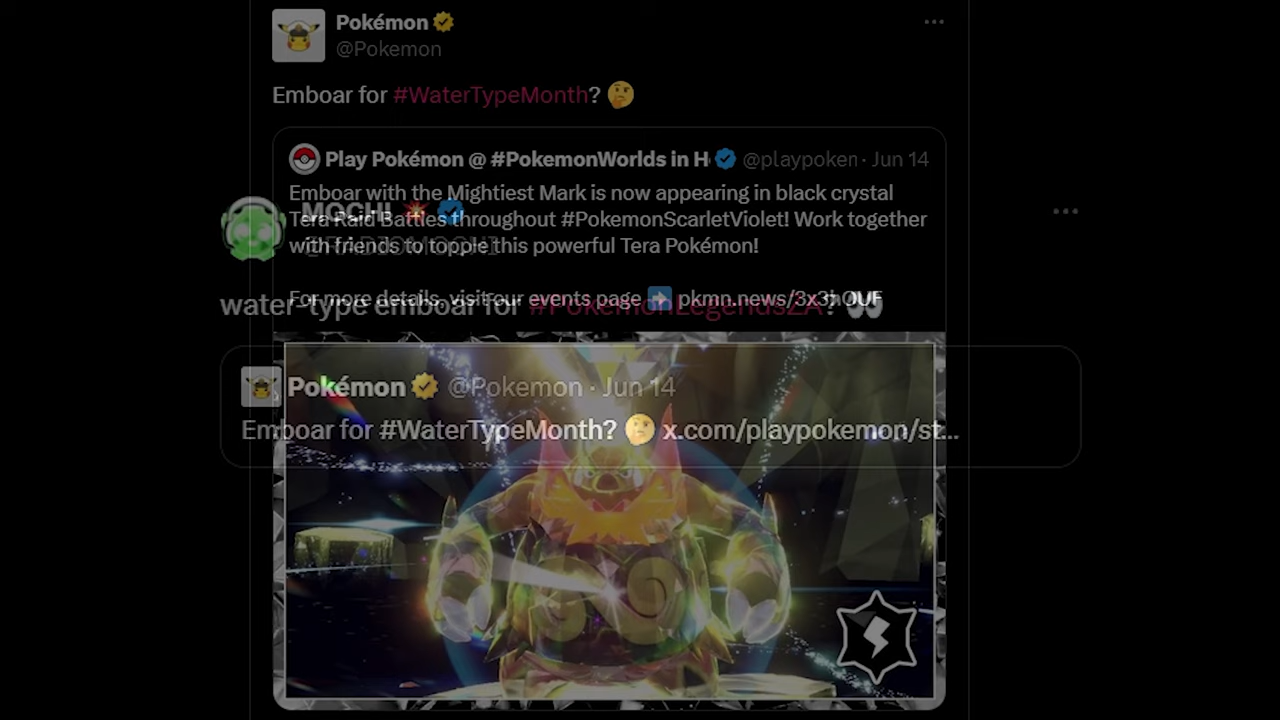 Pokémon
@Pokemon
Emboar for #WaterTypeMonth? 🤔
Play Pokémon @ #PokemonWorlds in H @playpoken · Jun 14
Emboar with the Mightiest Mark is now appearing in black crystal
Tera Raid Battles throughout #PokemonScarletViolet! Work together
with friends to topple this powerful Tera Pokémon!
MOCHI 💥
For more details, visit our events page ➡️
water-type emboar for #PokemonLegendsZA? 👀
Pokémon @Pokemon · Jun 14
Emboar for #WaterTypeMonth? 🤔 x.com/playpokemon/st...